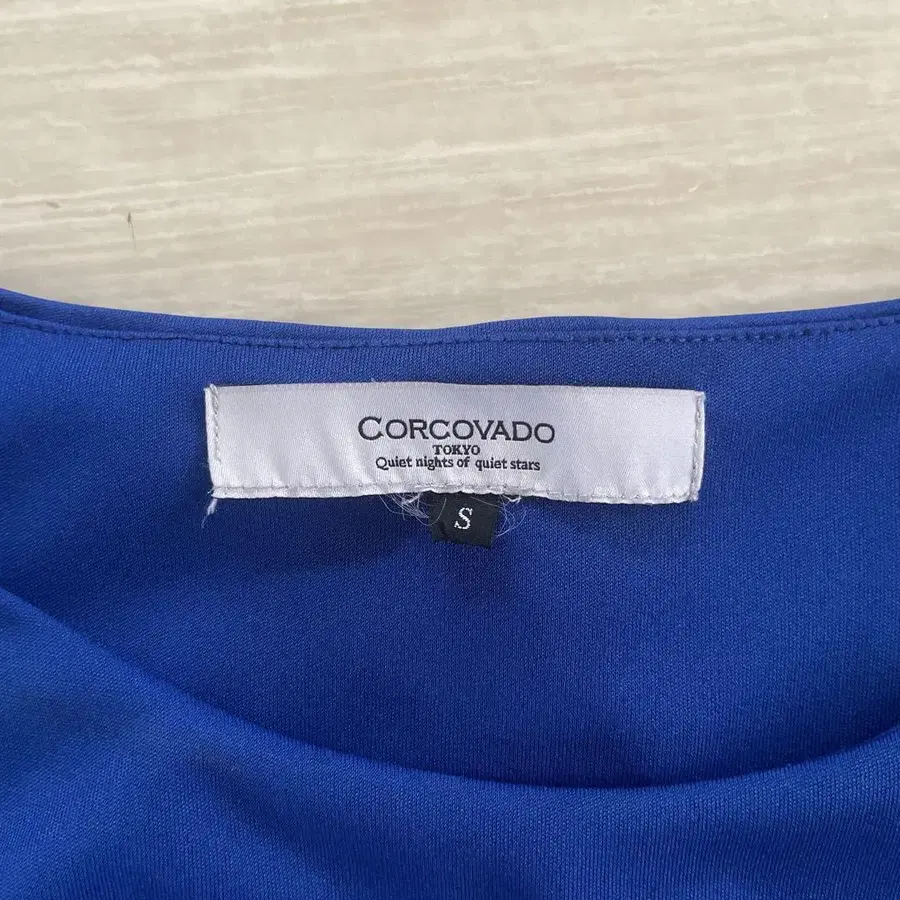 CORCOVADO
TOKYO
Quiet nights of quiet stars
S